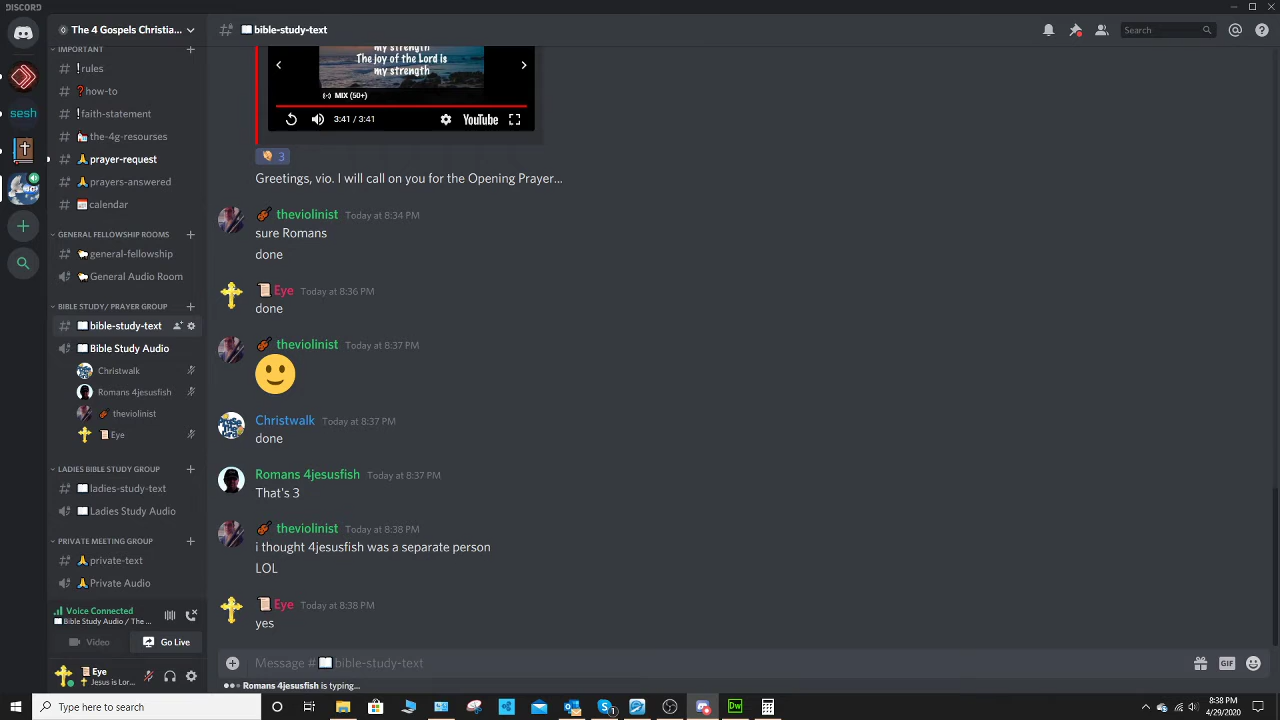 DISCORD
The 4 Gospels Christia...
bible-study-text
Search
IMPORTANT
rules
how-to
faith-statement
the-4g-resourses
prayer-request
prayers-answered
calendar
GENERAL FELLOWSHIP ROOMS
general-fellowship
General Audio Room
BIBLE STUDY/ PRAYER GROUP
bible-study-text
Bible Study Audio
Christwalk
Romans 4jesusfish
theviolinist
Eye
LADIES BIBLE STUDY GROUP
ladies-study-text
Ladies Study Audio
PRIVATE MEETING GROUP
private-text
Private Audio
Voice Connected
Bible Study Audio / The ...
Video
Go Live
Eye
Jesus is Lor...
sesh
my strength
The joy of the Lord is
my strength
MIX (50+)
3:41 / 3:41
YouTube
3
Greetings, vio. I will call on you for the Opening Prayer...
theviolinist Today at 8:34 PM
sure Romans
done
Eye Today at 8:36 PM
done
theviolinist Today at 8:37 PM
Christwalk Today at 8:37 PM
done
Romans 4jesusfish Today at 8:37 PM
That's 3
theviolinist Today at 8:38 PM
i thought 4jesusfish was a separate person
LOL
Eye Today at 8:38 PM
yes
Message # bible-study-text
GIF
Romans 4jesusfish is typing...
Type here to search
Dw
8:38 PM
4/29/2020